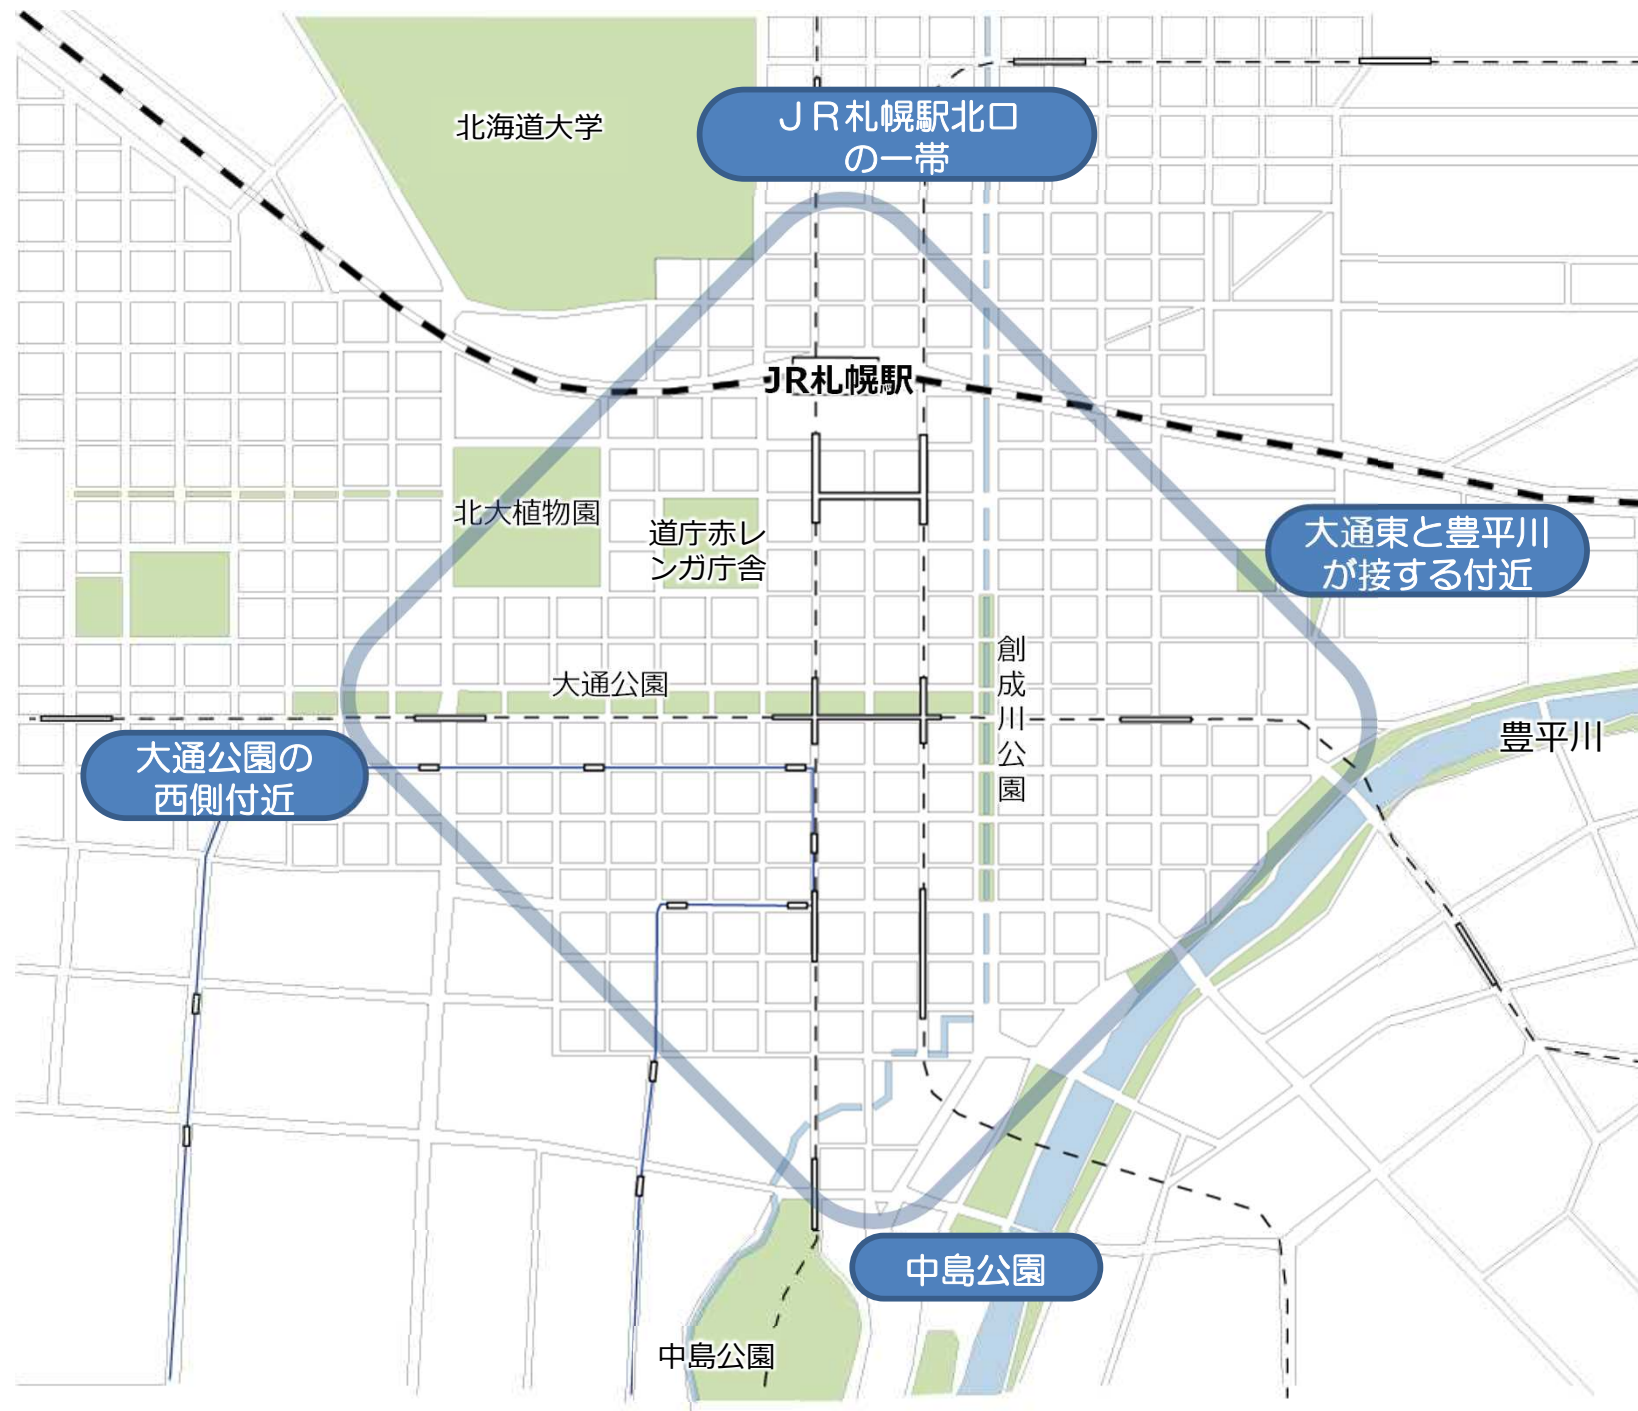 北海道大学
ＪＲ札幌駅北口
の一帯
JR札幌駅
北大植物園
道庁赤レ
ンガ庁舎
大通東と豊平川
が接する付近
大通公園
創成川公園
豊平川
大通公園の
西側付近
中島公園
中島公園